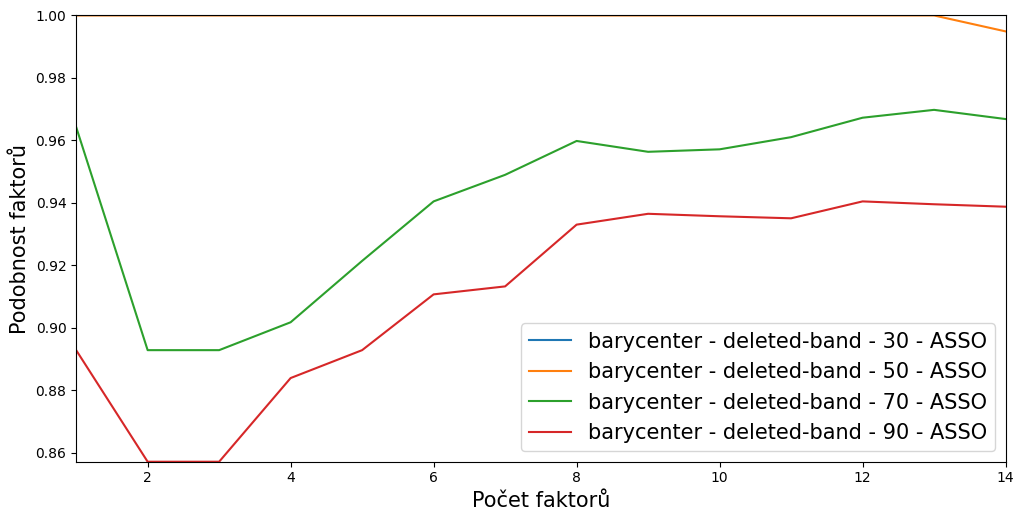 1.00
0.98
0.96
0.94
0.92
0.90
0.88
0.86
Podobnost faktorů
barycenter - deleted-band - 30 - ASSO
barycenter - deleted-band - 50 - ASSO
barycenter - deleted-band - 70 - ASSO
barycenter - deleted-band - 90 - ASSO
2 4 6 8 10 12 14
Počet faktorů